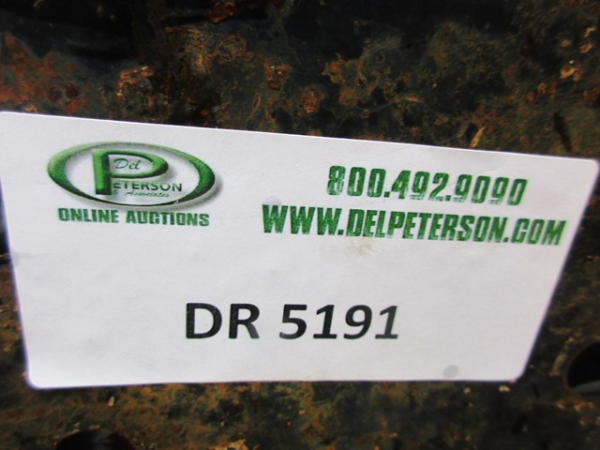 Del
PETERSON
& Associates
ONLINE AUCTIONS
800.492.9090
WWW.DELPETERSON.COM
DR 5191